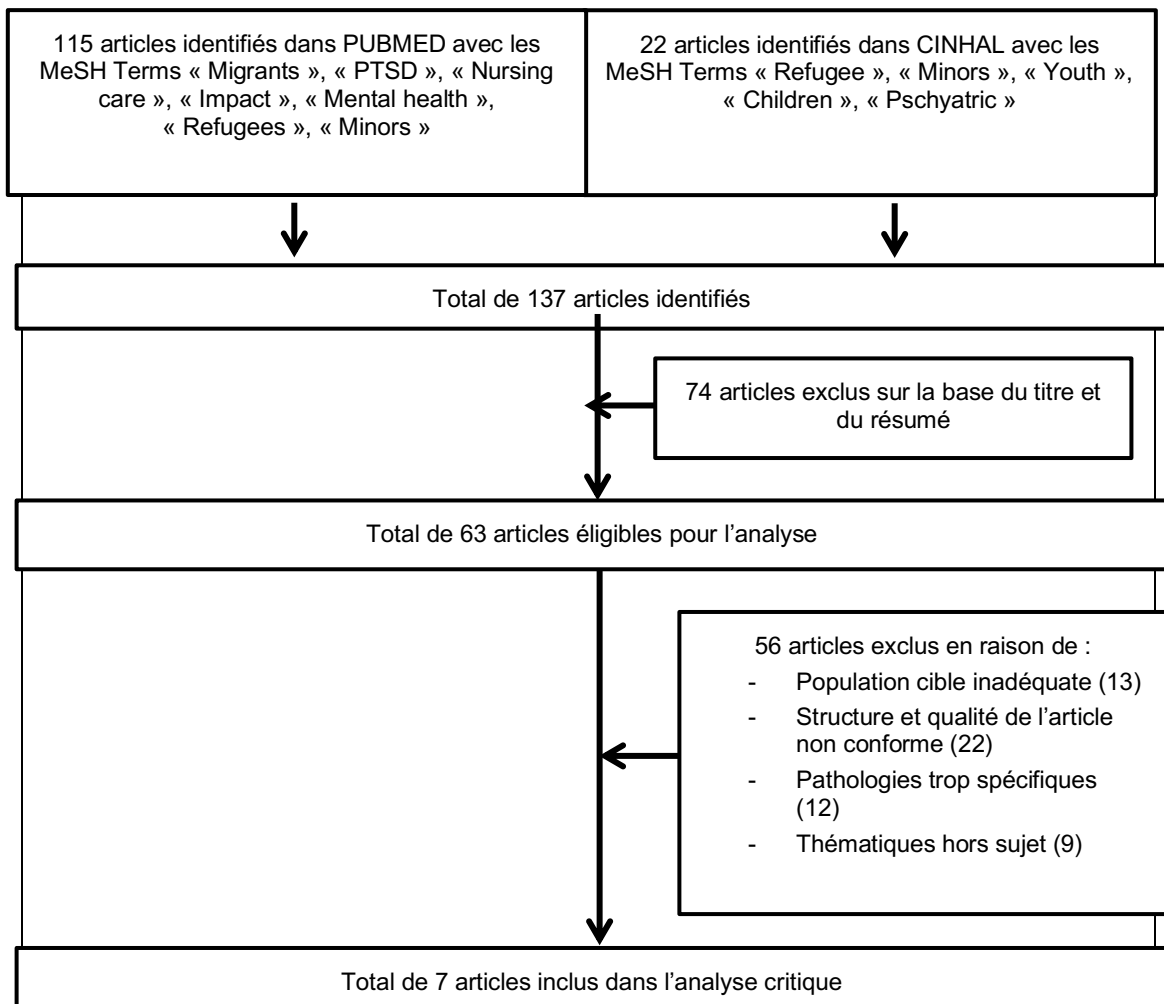 115 articles identifiés dans PUBMED avec les
MeSH Terms « Migrants », « PTSD », « Nursing
care », « Impact », « Mental health »,
« Refugees », « Minors »
22 articles identifiés dans CINHAL avec les
MeSH Terms « Refugee », « Minors », « Youth »,
« Children », « Pschyatric »
Total de 137 articles identifiés
74 articles exclus sur la base du titre et
du résumé
Total de 63 articles éligibles pour l’analyse
56 articles exclus en raison de :
- Population cible inadéquate (13)
- Structure et qualité de l’article
non conforme (22)
- Pathologies trop spécifiques
(12)
- Thématiques hors sujet (9)
Total de 7 articles inclus dans l’analyse critique